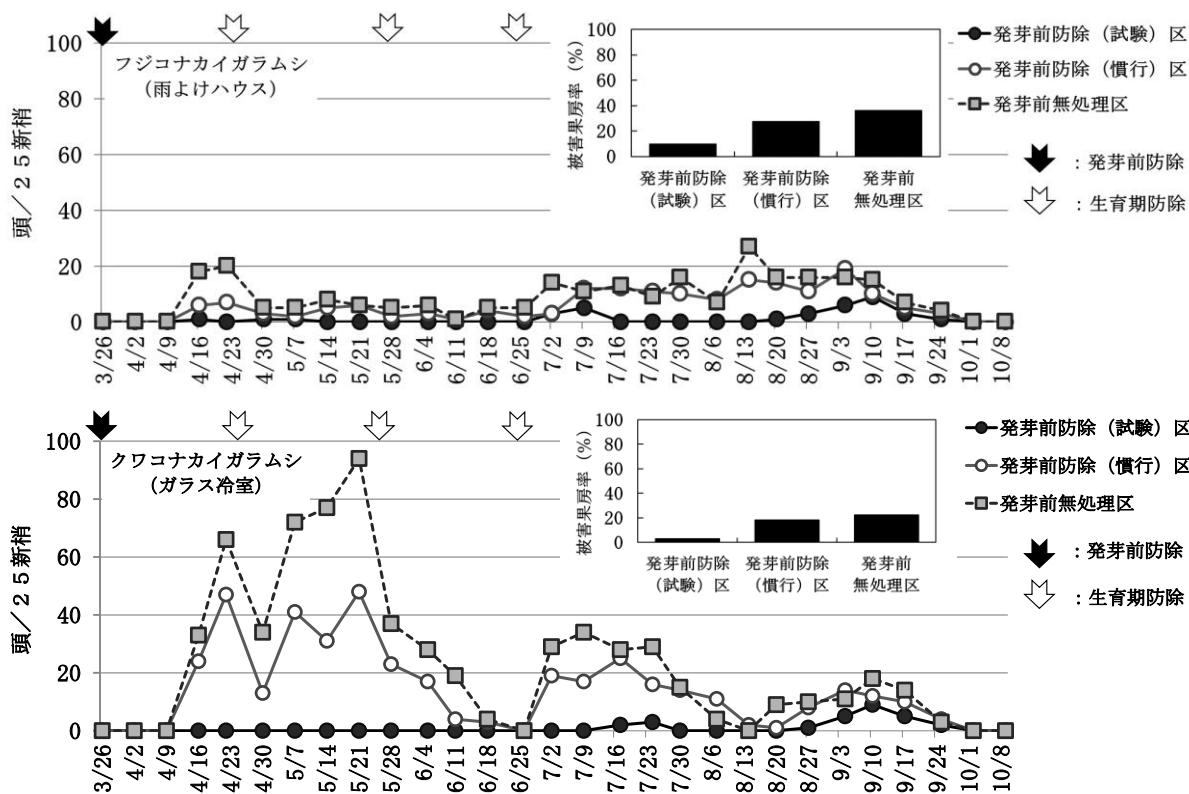 100
80
60
40
20
0
頭／２５新梢
フジコナカイガラムシ
（雨よけハウス）
被害果房率（%）
100
80
60
40
20
0
発芽前防除
（試験）区
発芽前防除
（慣行）区
発芽前
無処理区
発芽前防除（試験）区
発芽前防除（慣行）区
発芽前無処理区
：発芽前防除
：生育期防除
3/26
4/2
4/9
4/16
4/23
4/30
5/7
5/14
5/21
5/28
6/4
6/11
6/18
6/25
7/2
7/9
7/16
7/23
7/30
8/6
8/13
8/20
8/27
9/3
9/10
9/17
9/24
10/1
10/8
100
80
60
40
20
0
頭／２５新梢
クワコナカイガラムシ
（ガラス冷室）
被害果房率（%）
100
80
60
40
20
0
発芽前防除
（試験）区
発芽前防除
（慣行）区
発芽前
無処理区
発芽前防除（試験）区
発芽前防除（慣行）区
発芽前無処理区
：発芽前防除
：生育期防除
3/26
4/2
4/9
4/16
4/23
4/30
5/7
5/14
5/21
5/28
6/4
6/11
6/18
6/25
7/2
7/9
7/16
7/23
7/30
8/6
8/13
8/20
8/27
9/3
9/10
9/17
9/24
10/1
10/8